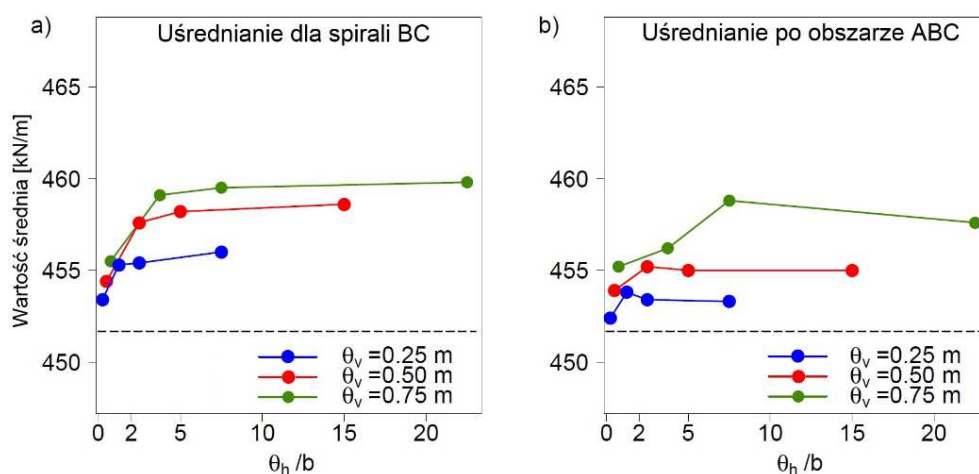 a)
Uśrednianie dla spirali BC
Wartość średnia [kN/m]
465
460
455
450
θv =0.25 m
θv =0.50 m
θv =0.75 m
0 2 5 10 15 20
θh /b
b)
Uśrednianie po obszarze ABC
465
460
455
450
θv =0.25 m
θv =0.50 m
θv =0.75 m
0 2 5 10 15 20
θh /b